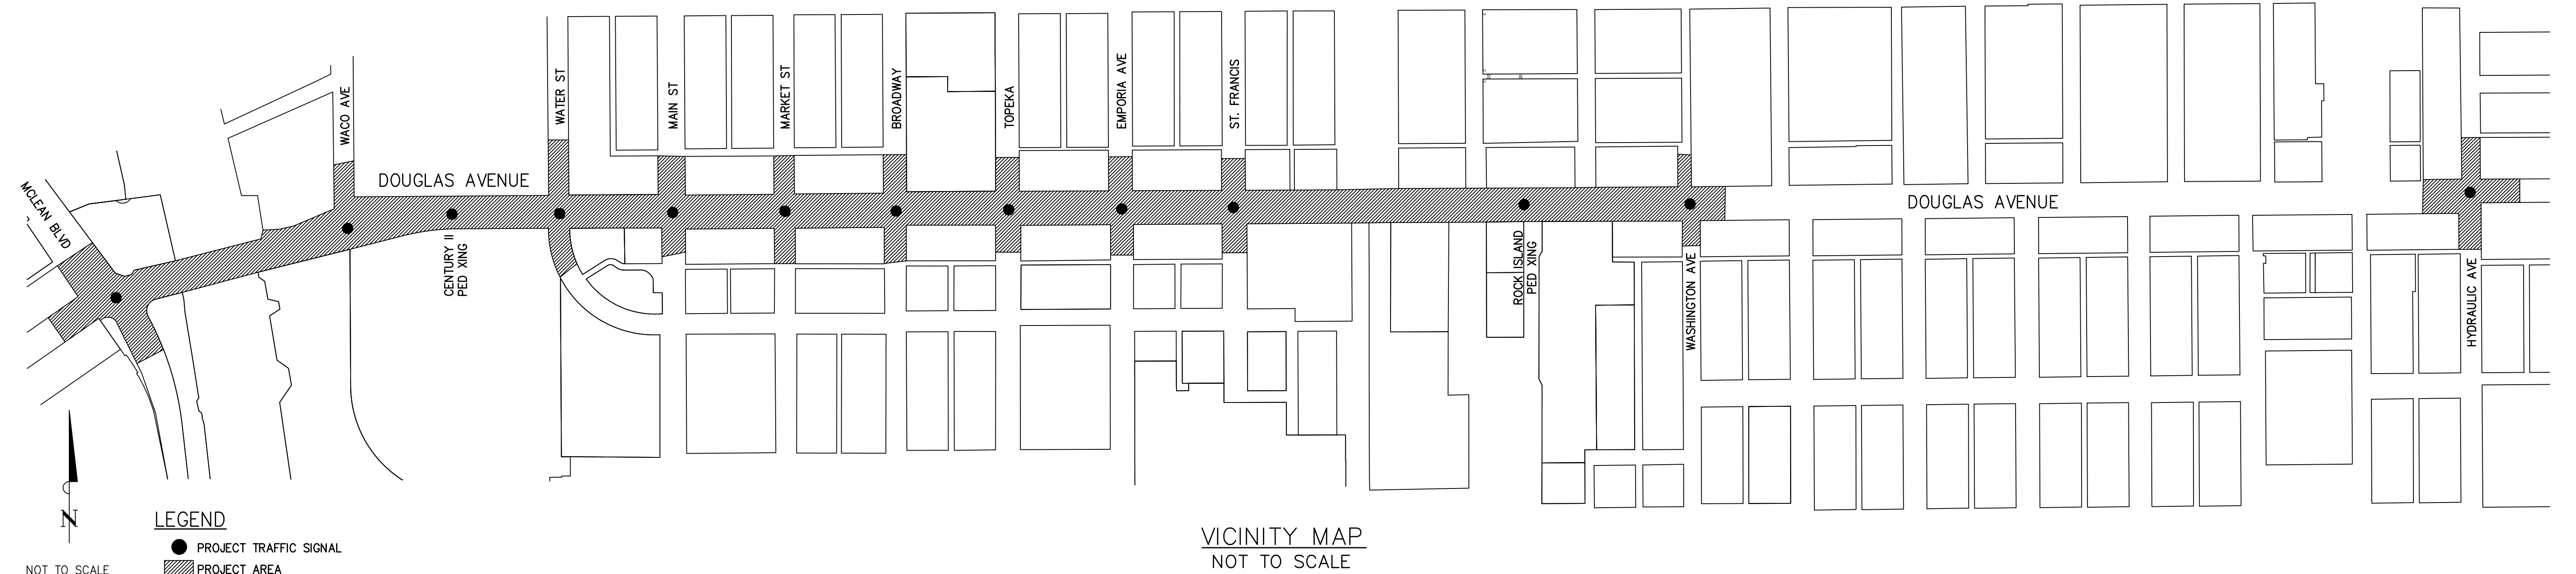 MCLEAN BLVD
WACO AVE
DOUGLAS AVENUE
CENTURY II
PED XING
WATER ST
MAIN ST
MARKET ST
BROADWAY
TOPEKA
EMPORIA AVE
ST. FRANCIS
ROCK ISLAND
PED XING
WASHINGTON AVE
DOUGLAS AVENUE
HYDRAULIC AVE
N
NOT TO SCALE
LEGEND
PROJECT TRAFFIC SIGNAL
PROJECT AREA
VICINITY MAP
NOT TO SCALE